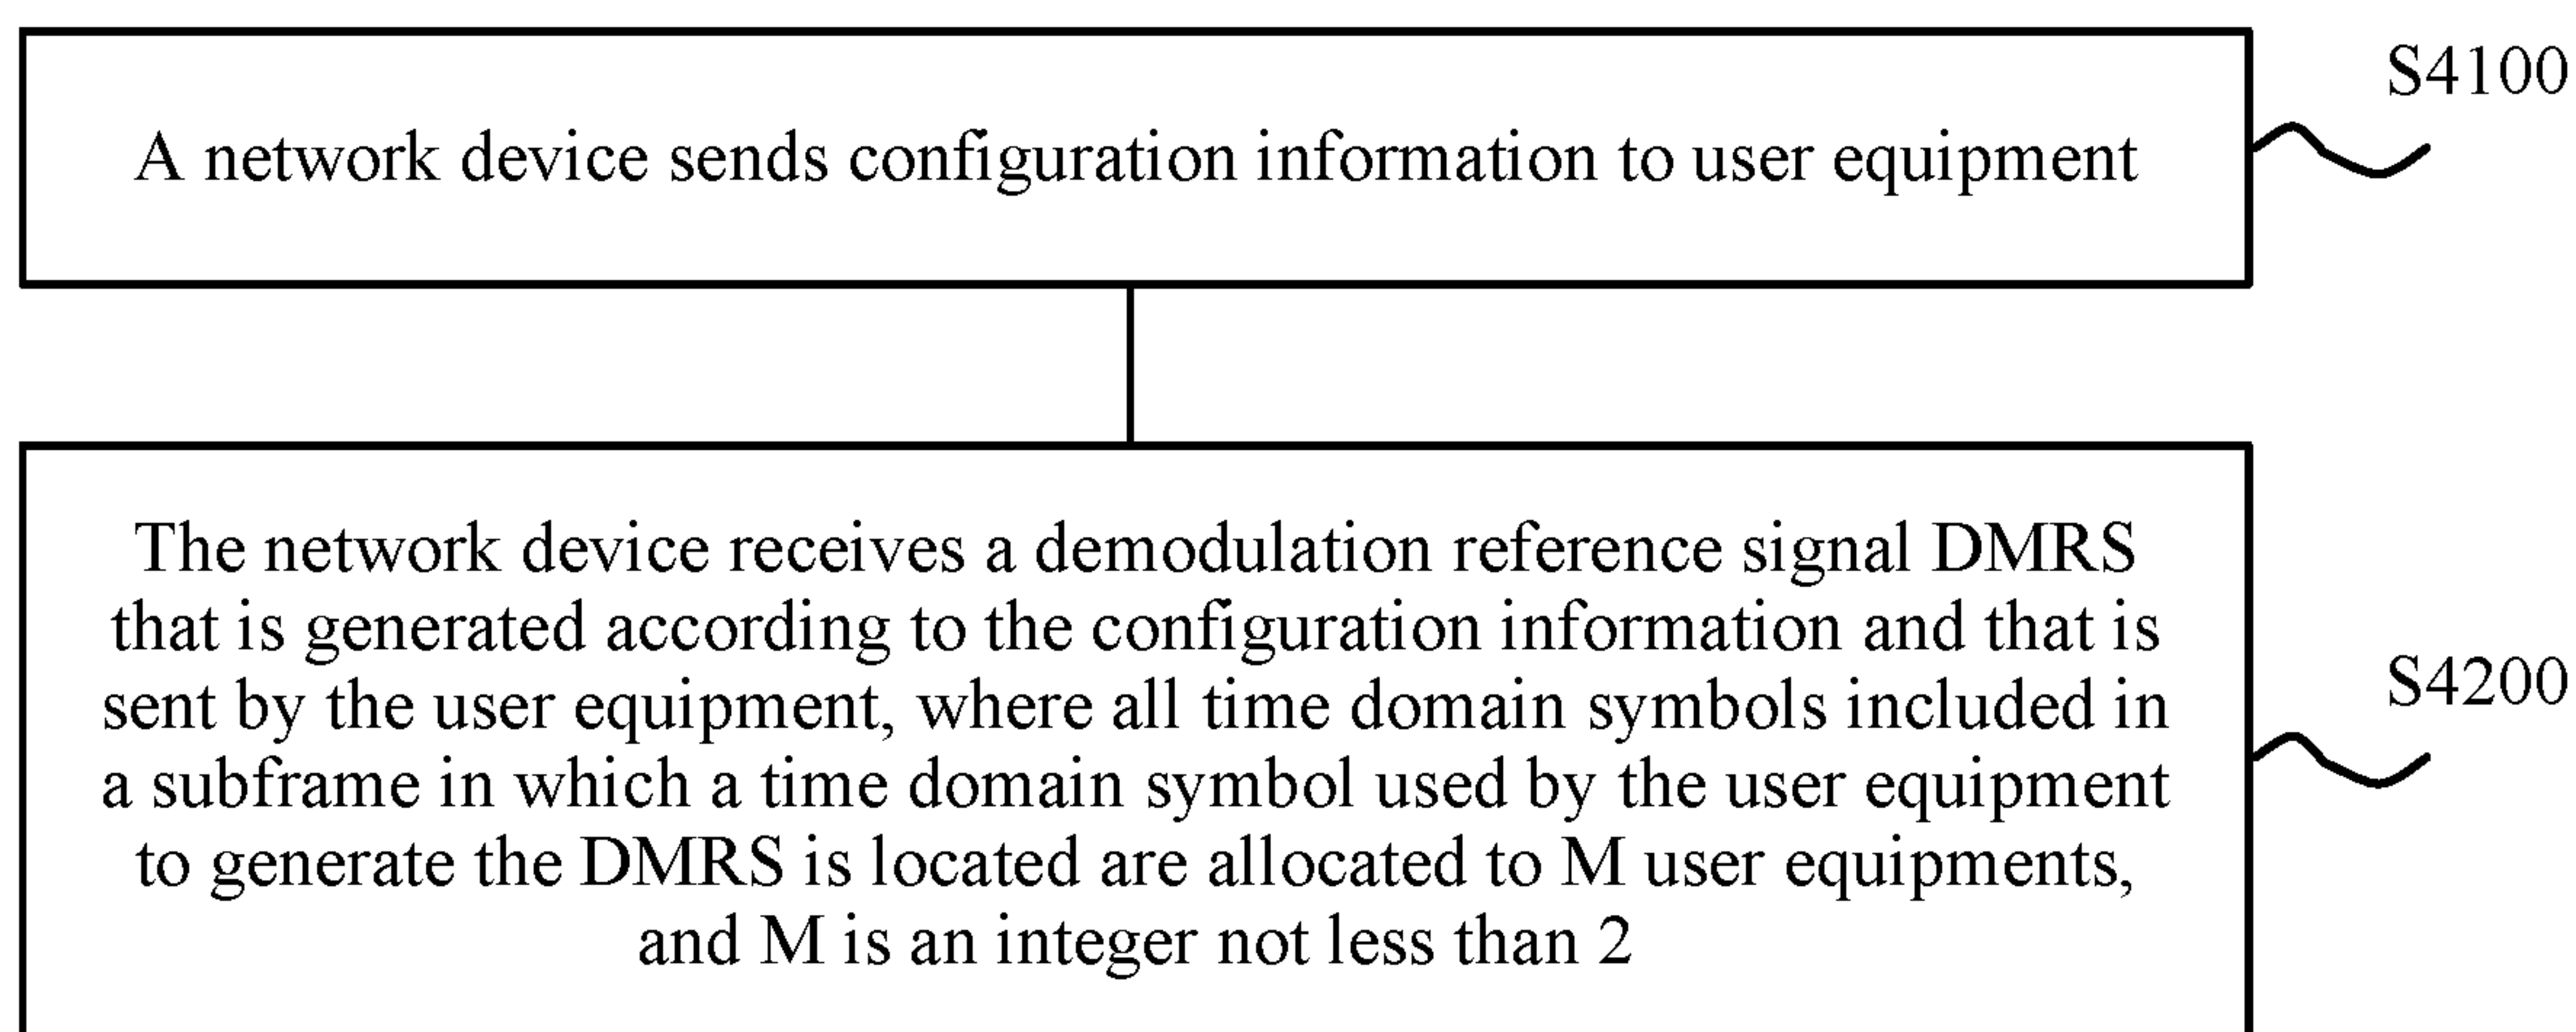 S4100
A network device sends configuration information to user equipment
The network device receives a demodulation reference signal DMRS
that is generated according to the configuration information and that is
sent by the user equipment, where all time domain symbols included in
S4200
a subframe in which a time domain symbol used by the user equipment
to generate the DMRS is located are allocated to M user equipments,
and M is an integer not less than 2